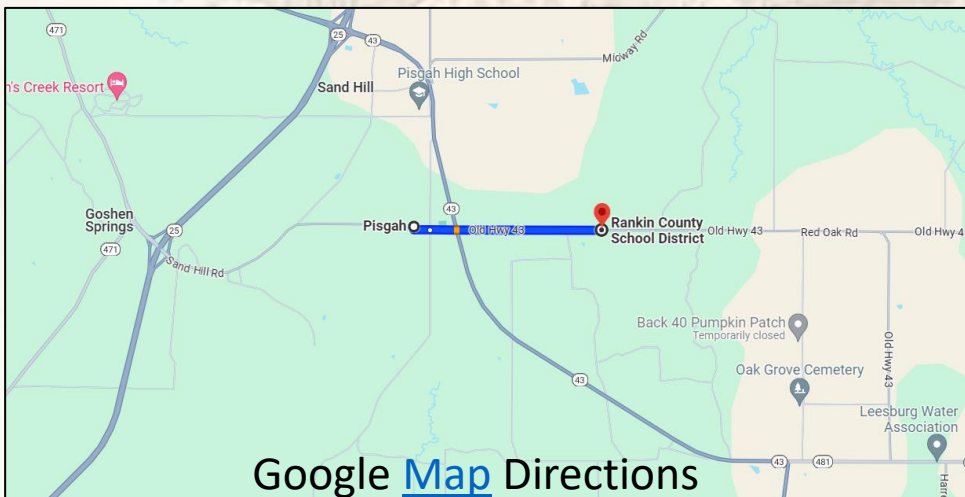 471
25
43
Midway Rd
n's Creek Resort
Sand Hill
Pisgah High School
Goshen
Springs
Pisgah
43
Old Hwy 43
Rankin County
School District
Old Hwy 43
Red Oak Rd
Old Hwy 4
25
471
Sand Hill Rd
Back 40 Pumpkin Patch
Temporarily closed
Old Hwy 43
43
Oak Grove Cemetery
Leesburg Water
Association
43
481
Harre
Google Map Directions